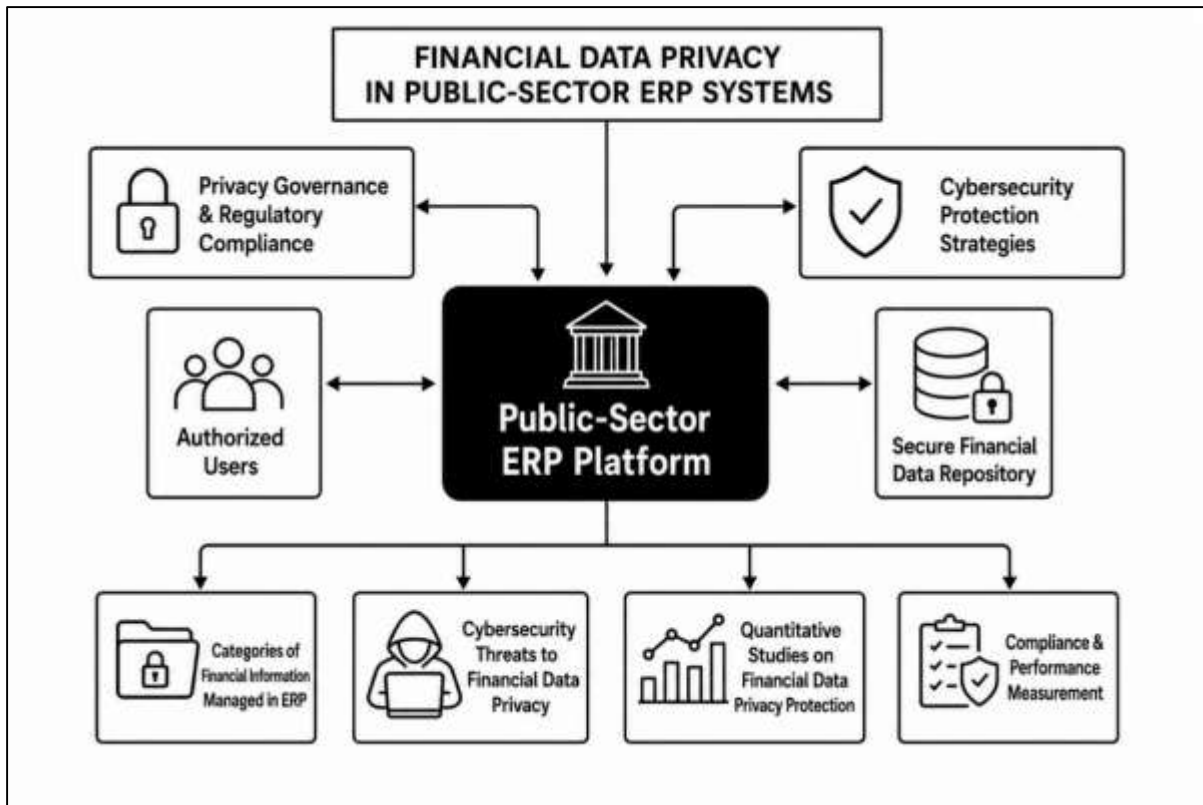 FINANCIAL DATA PRIVACY
IN PUBLIC-SECTOR ERP SYSTEMS
Privacy Governance
& Regulatory
Compliance
Cybersecurity
Protection
Strategies
Authorized
Users
Public-Sector
ERP Platform
Secure Financial
Data Repository
Categories of
Financial Information
Managed in ERP
Cybersecurity
Threats to
Financial Data
Privacy
Quantitative
Studies on
Financial Data
Privacy Protection
Compliance &
Performance
Measurement